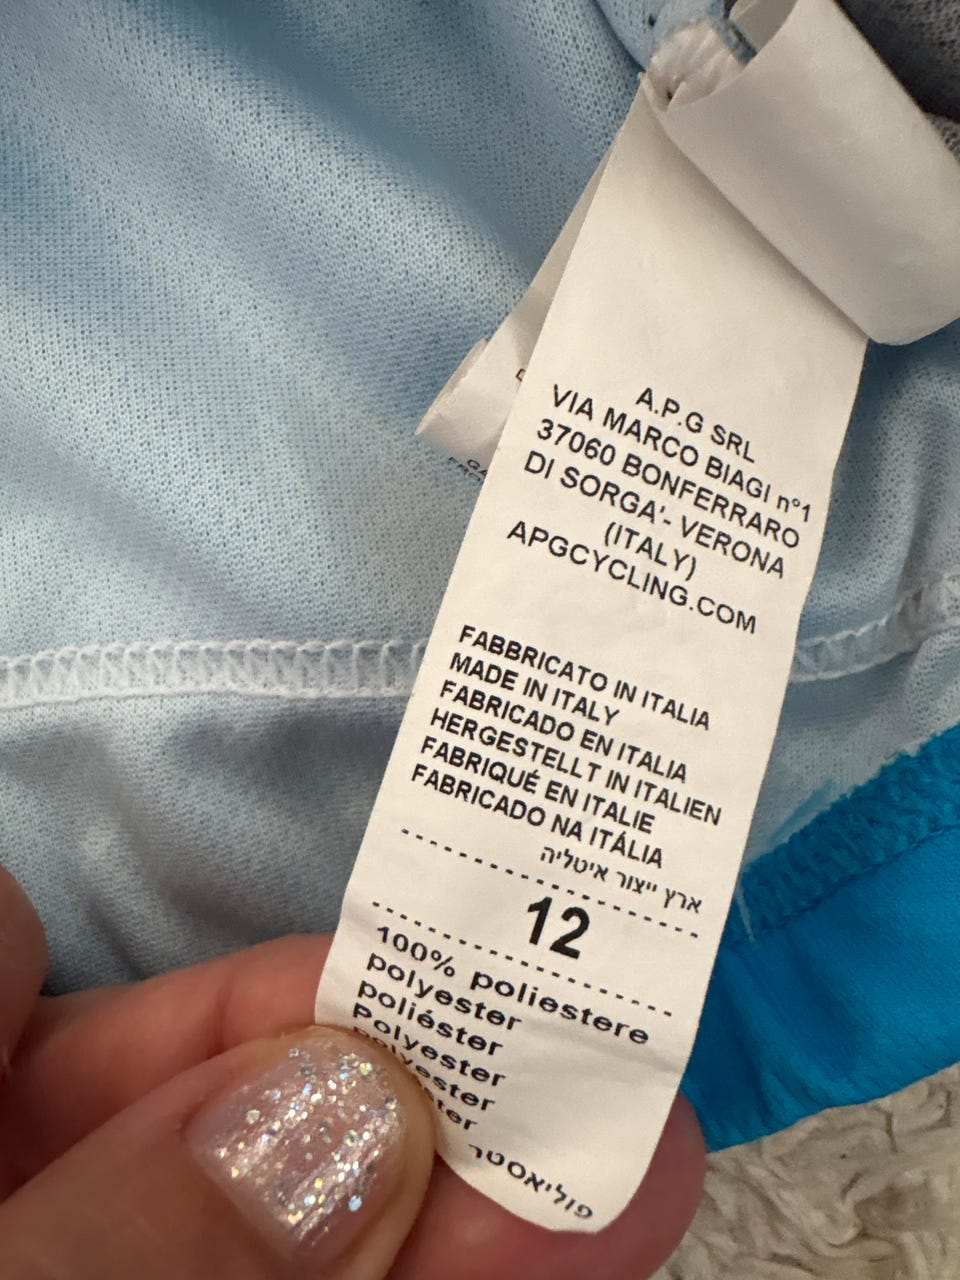 A.P.G SRL
VIA MARCO BIAGI n°1
37060 BONFERRARO
DI SORGA'- VERONA
(ITALY)
APGCYCLING.COM
FABBRICATO IN ITALIA
MADE IN ITALY
FABRICADO EN ITALIA
HERGESTELLT IN ITALIEN
FABRIQUÉ EN ITALIE
FABRICADO NA ITÁLIA
ארץ ייצור איטליה
12
100% poliestere
polyester
poliéster
Polyester
פוליאסטר